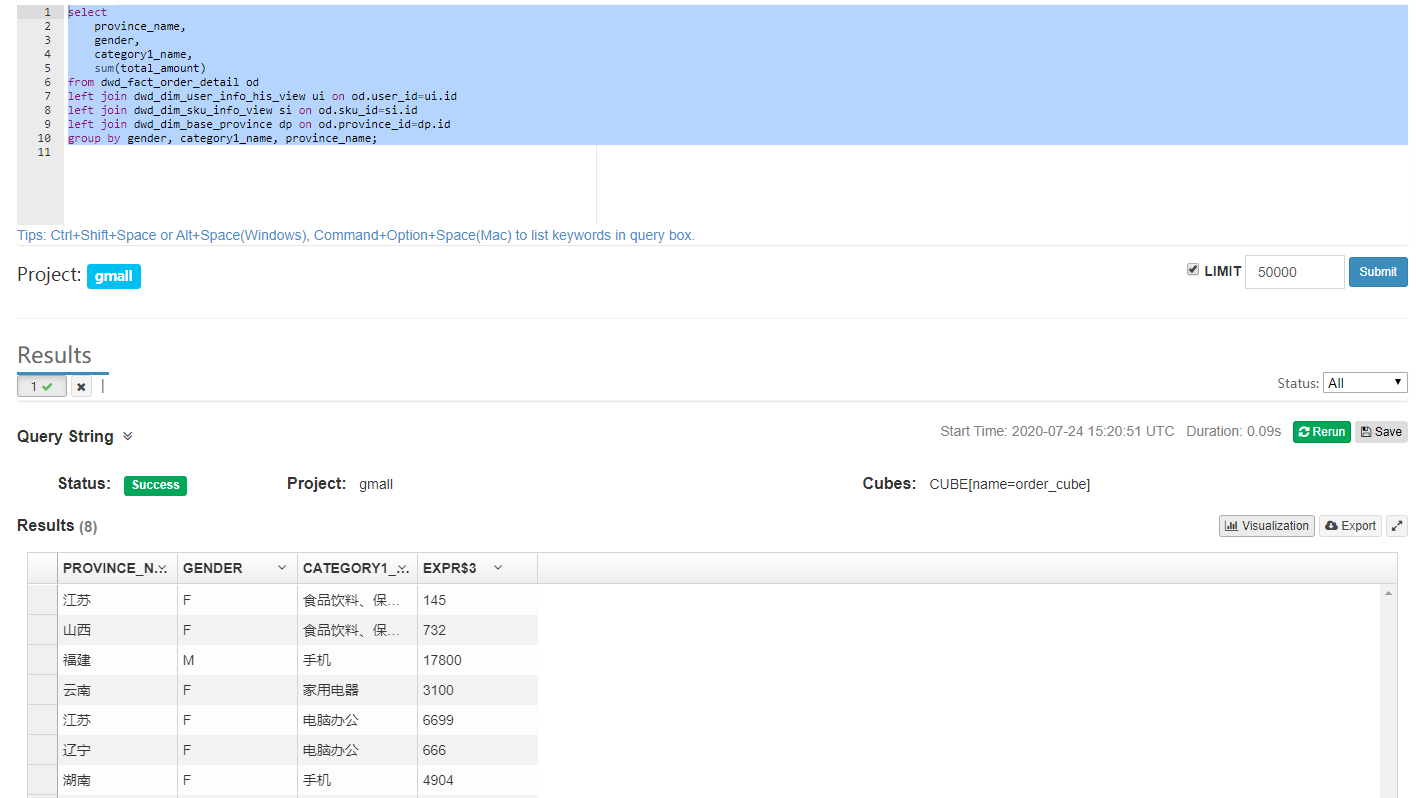 1 select
2 province_name,
3 gender,
4 category1_name,
5 sum(total_amount)
6 from dwd_fact_order_detail od
7 left join dwd_dim_user_info_his_view ui on od.user_id=ui.id
8 left join dwd_dim_sku_info_view si on od.sku_id=si.id
9 left join dwd_dim_base_province dp on od.province_id=dp.id
10 group by gender, category1_name, province_name;
11
Tips: Ctrl+Shift+Space or Alt+Space(Windows), Command+Option+Space(Mac) to list keywords in query box.
Project: gmall LIMIT 50000 Submit
Results
1 Status: All
Query String Start Time: 2020-07-24 15:20:51 UTC Duration: 0.09s Rerun Save
Status: Success Project: gmall Cubes: CUBE[name=order_cube]
Results (8) Visualization Export
PROVINCE_N... GENDER CATEGORY1_... EXPR$3
江苏 F 食品饮料、保... 145
山西 F 食品饮料、保... 732
福建 M 手机 17800
云南 F 家用电器 3100
江苏 F 电脑办公 6699
辽宁 F 电脑办公 666
湖南 F 手机 4904